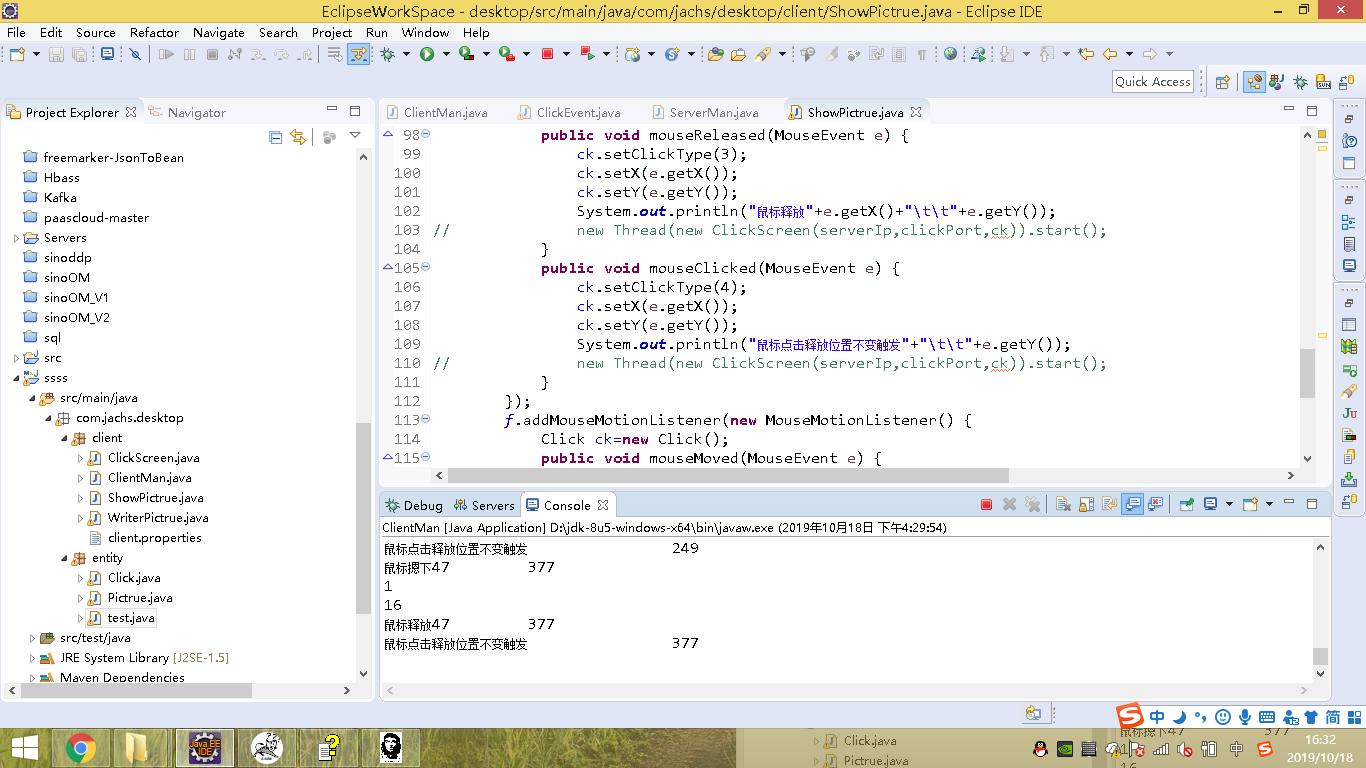 EclipseWorkSpace - desktop/src/main/java/com/jachs/desktop/client/ShowPictrue.java - Eclipse IDE
File Edit Source Refactor Navigate Search Project Run Window Help
Quick Access
Project Explorer Navigator
freemarker-JsonToBean
Hbass
Kafka
paascloud-master
Servers
sinoddp
sinoOM
sinoOM_V1
sinoOM_V2
sql
src
ssss
src/main/java
com.jachs.desktop
client
ClickScreen.java
ClientMan.java
ShowPictrue.java
WriterPictrue.java
client.properties
entity
Click.java
Pictrue.java
test.java
src/test/java
JRE System Library [J2SE-1.5]
Maven Dependencies
ClientMan.java ClickEvent.java ServerMan.java ShowPictrue.java
98 public void mouseReleased(MouseEvent e) {
99 ck.setClickType(3);
100 ck.setX(e.getX());
101 ck.setY(e.getY());
102 System.out.println("鼠标释放"+e.getX()+"\t\t"+e.getY());
103 // new Thread(new ClickScreen(serverIp,clickPort,ck)).start();
104 }
105 public void mouseClicked(MouseEvent e) {
106 ck.setClickType(4);
107 ck.setX(e.getX());
108 ck.setY(e.getY());
109 System.out.println("鼠标点击释放位置不变触发"+"\t\t"+e.getY());
110 // new Thread(new ClickScreen(serverIp,clickPort,ck)).start();
111 }
112 });
113 f.addMouseMotionListener(new MouseMotionListener() {
114 Click ck=new Click();
115 public void mouseMoved(MouseEvent e) {
Debug Servers Console
ClientMan [Java Application] D:\jdk-8u5-windows-x64\bin\javaw.exe (2019年10月18日 下午4:29:54)
鼠标点击释放位置不变触发 249
鼠标摁下47 377
1
16
鼠标释放47 377
鼠标点击释放位置不变触发 377
中 简
Java EE
IDE
Click.java
Pictrue.java
鼠标摁下47 377
1
16
中
16:32
2019/10/18